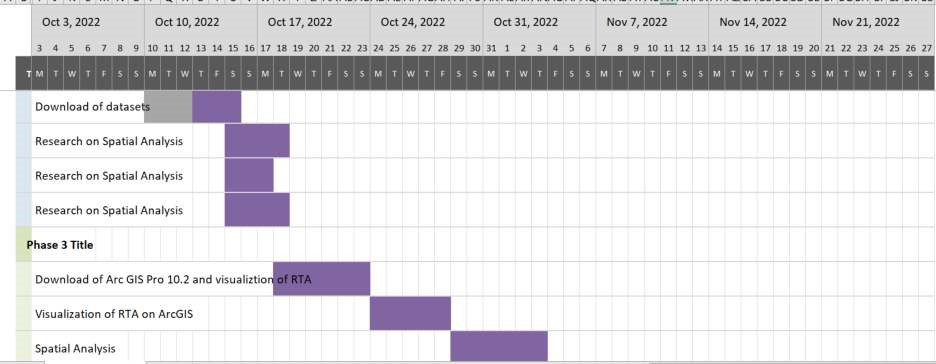 Oct 3, 2022 Oct 10, 2022 Oct 17, 2022 Oct 24, 2022 Oct 31, 2022 Nov 7, 2022 Nov 14, 2022 Nov 21, 2022
3 4 5 6 7 8 9 10 11 12 13 14 15 16 17 18 19 20 21 22 23 24 25 26 27 28 29 30 31 1 2 3 4 5 6 7 8 9 10 11 12 13 14 15 16 17 18 19 20 21 22 23 24 25 26 27
T M T W T F S S M T W T F S S M T W T F S S M T W T F S S M T W T F S S M T W T F S S M T W T F S S M T W T F S S
Download of datasets
Research on Spatial Analysis
Research on Spatial Analysis
Research on Spatial Analysis
Phase 3 Title
Download of Arc GIS Pro 10.2 and visualiztion of RTA
Visualization of RTA on ArcGIS
Spatial Analysis